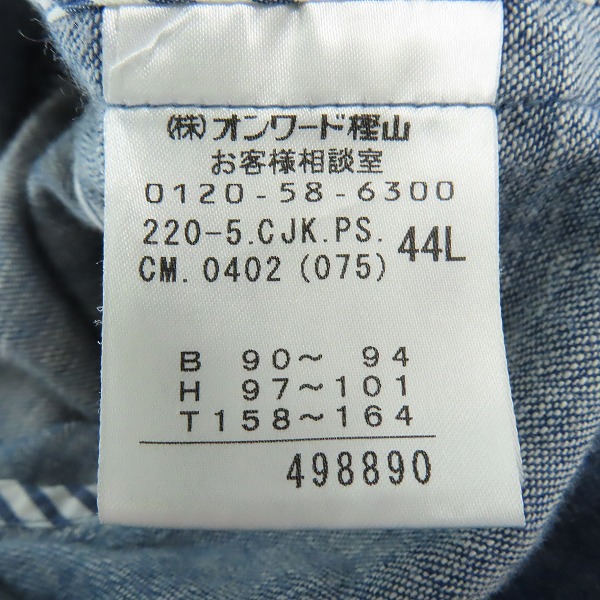 (株)オンワード樫山
お客様相談室
0120-58-6300
220-5.CJK.PS. 44L
CM.0402(075)
B 90～ 94
H 97～101
T158～164
498890